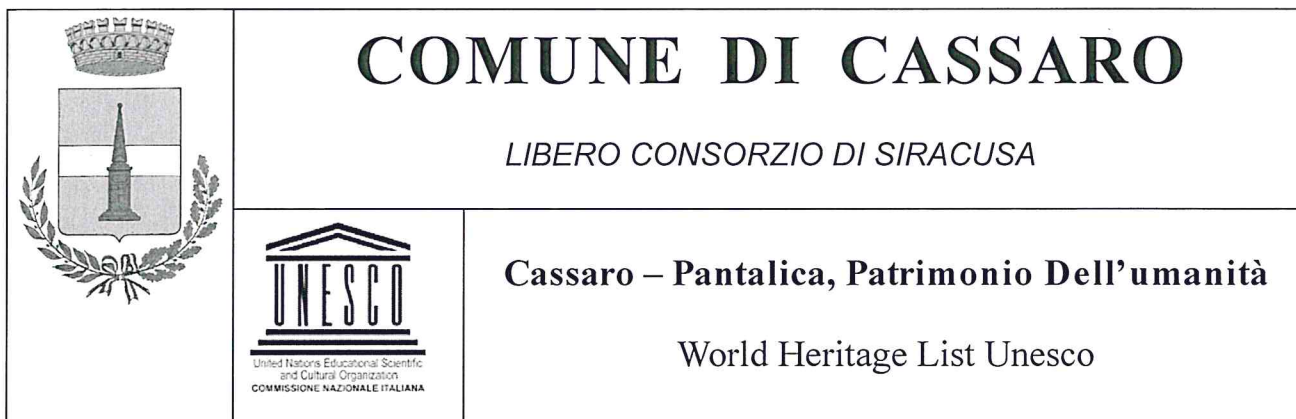 COMUNE DI CASSARO
LIBERO CONSORZIO DI SIRACUSA
UNESCO
United Nations Educational Scientific
and Cultural Organization
COMMISSIONE NAZIONALE ITALIANA
Cassaro – Pantalica, Patrimonio Dell'umanità
World Heritage List Unesco